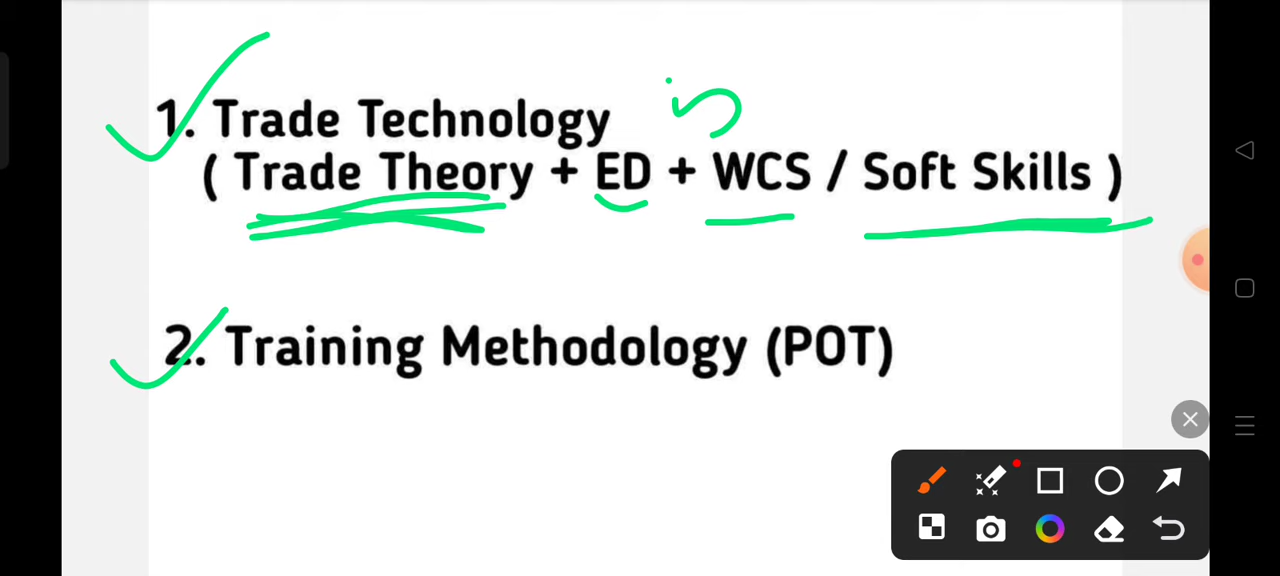 1. Trade Technology
( Trade Theory + ED + WCS / Soft Skills )
2. Training Methodology (POT)